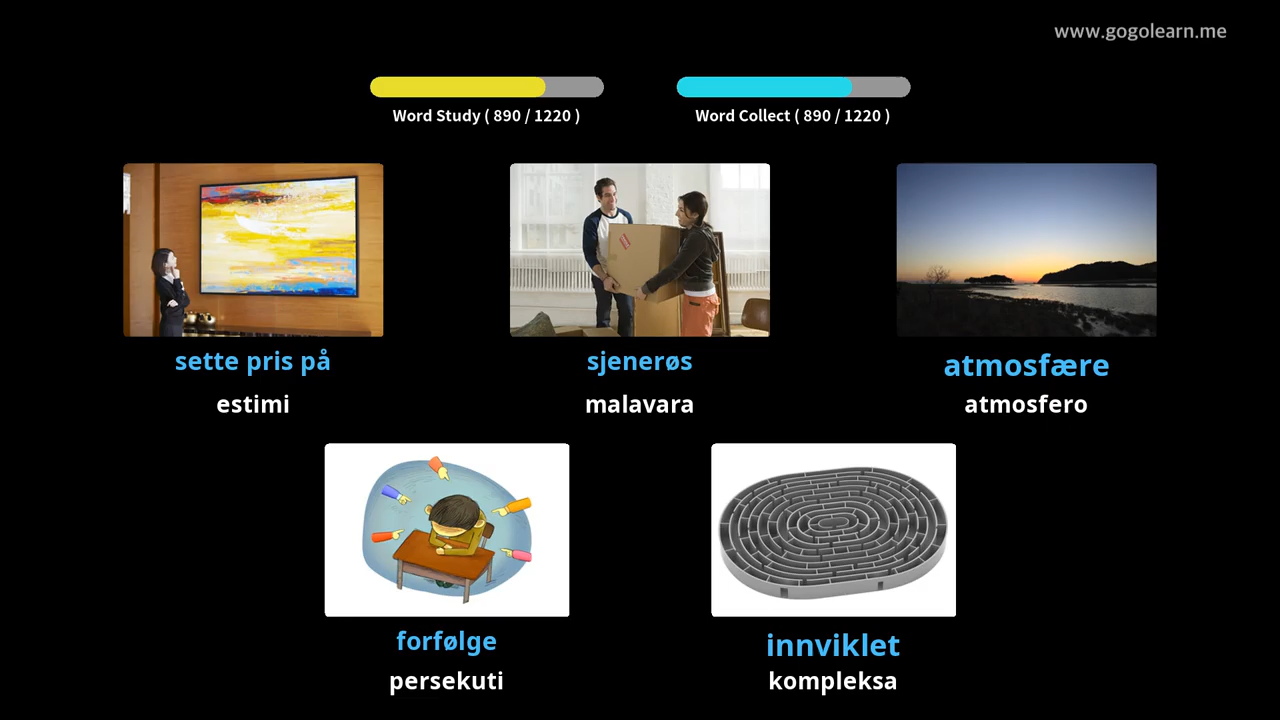 www.gogolearn.me
Word Study ( 890 / 1220 )
Word Collect ( 890 / 1220 )
sette pris på
estimi
sjenerøs
malavara
atmosfære
atmosfero
forfølge
persekuti
innviklet
kompleksa